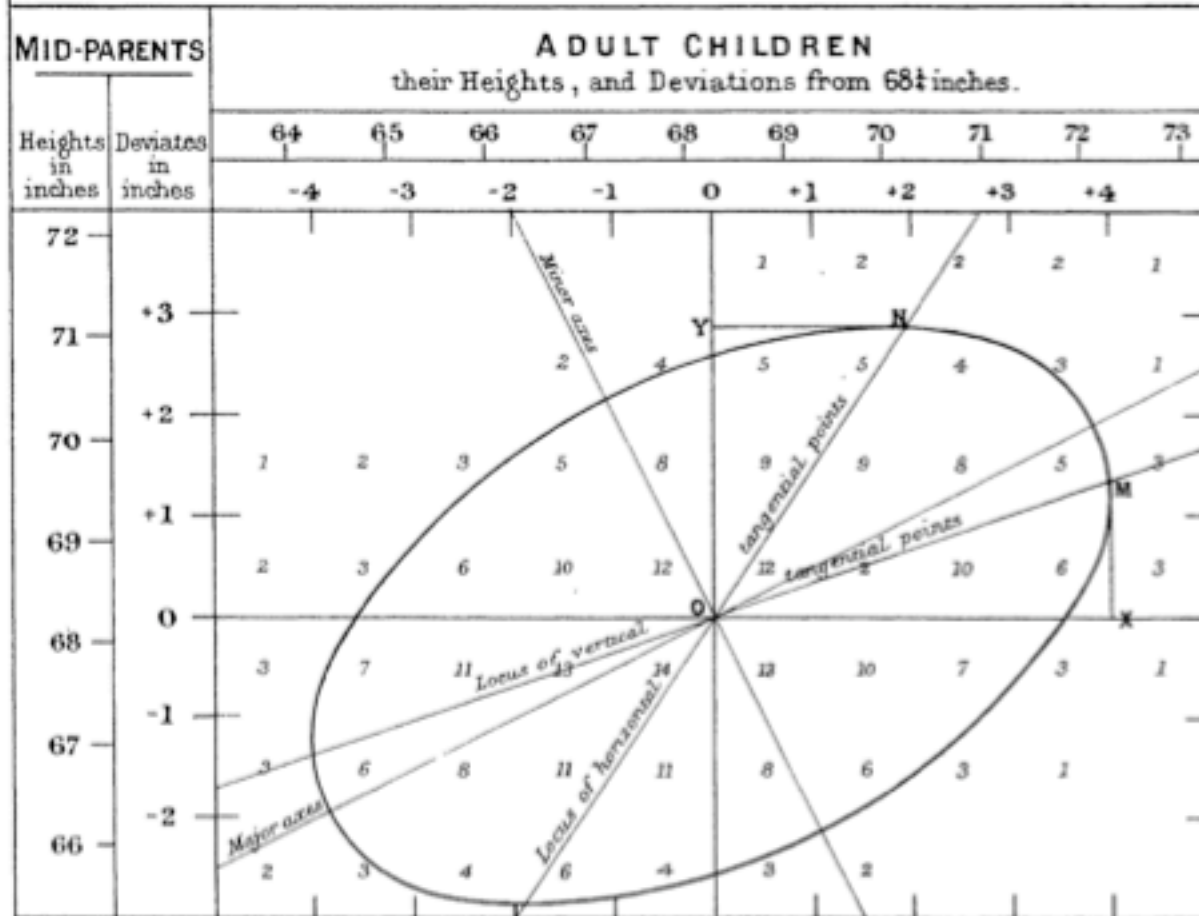 MID-PARENTS
ADULT CHILDREN
their Heights, and Deviations from 68¼ inches.
Heights in inches
Deviates in inches
64 65 66 67 68 69 70 71 72 73
-4 -3 -2 -1 0 +1 +2 +3 +4
72
1 2 2 2 1
Minor axes
+3
71
Y N
2 4 5 5 4 3 1
+2
70
1 2 3 5 8 9 9 8 5 3
M
tangential points
+1
69
tangential points
2 3 6 10 12 12 2 10 6 3
0
O
X
68
Locus of vertical
3 7 11 13 14 13 10 7 3 1
-1
67
Locus of horizontal
3 6 8 11 11 8 6 3 1
-2
Major axes
66
2 3 4 6 4 3 2